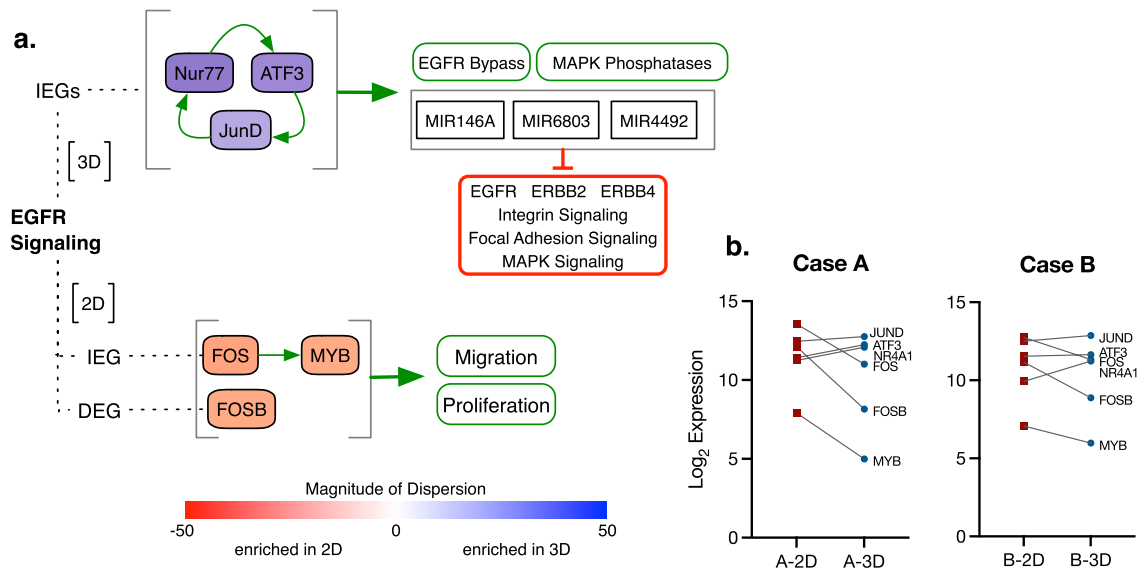 a.
IEGs
Nur77
ATF3
JunD
EGFR Bypass
MAPK Phosphatases
MIR146A
MIR6803
MIR4492
[3D]
EGFR ERBB2 ERBB4
Integrin Signaling
Focal Adhesion Signaling
MAPK Signaling
EGFR
Signaling
[2D]
IEG
FOS
MYB
DEG
FOSB
Migration
Proliferation
Magnitude of Dispersion
-50
0
50
enriched in 2D
enriched in 3D
b.
Case A
15
10
5
0
Log2 Expression
JUND
ATF3
NR4A1
FOS
FOSB
MYB
A-2D
A-3D
Case B
15
10
5
0
JUND
ATF3
FOS
NR4A1
FOSB
MYB
B-2D
B-3D